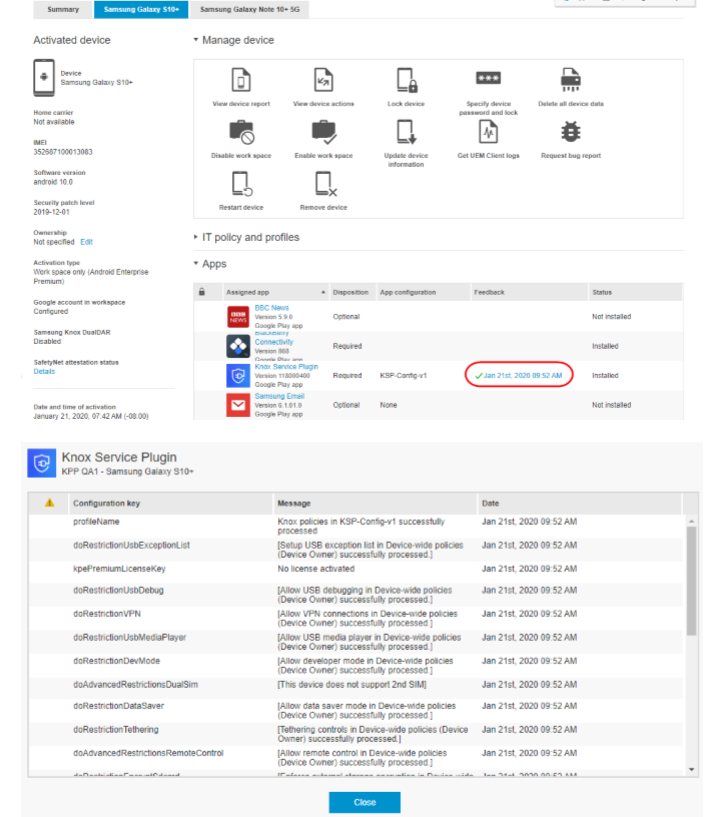 Summary
Samsung Galaxy S10+
Samsung Galaxy Note 10+ 5G
Activated device
Device
Samsung Galaxy S10+
Home carrier
Not available
IMEI
352687100013083
Software version
android 10.0
Security patch level
2019-12-01
Ownership
Not specified Edit
Activation type
Work space only (Android Enterprise
Premium)
Google account in workspace
Configured
Samsung Knox DualDAR
Disabled
SafetyNet attestation status
Details
Date and time of activation
January 21, 2020, 07:42 AM (-08:00)
Manage device
View device report
View device actions
Lock device
Specify device
password and lock
Delete all device data
Disable work space
Enable work space
Update device
information
Get UEM Client logs
Request bug report
Restart device
Remove device
IT policy and profiles
Apps
Assigned app Disposition App configuration Feedback Status
BBC NEWS
BBC News
Version 5.9.0
Google Play app
Optional Not installed
BlackBerry
Connectivity
Version 868
Google Play app
Required Installed
Knox Service Plugin
Version 118000400
Google Play app
Required KSP-Config-v1 Jan 21st, 2020 09:52 AM Installed
Samsung Email
Version 6.1.01.0
Google Play app
Optional None Not installed
Knox Service Plugin
KPP QA1 - Samsung Galaxy S10+
Configuration key Message Date
profileName Knox policies in KSP-Config-v1 successfully Jan 21st, 2020 09:52 AM
processed
doRestrictionUsbExceptionList [Setup USB exception list in Device-wide policies Jan 21st, 2020 09:52 AM
(Device Owner) successfully processed.]
kpePremiumLicenseKey No license activated Jan 21st, 2020 09:52 AM
doRestrictionUsbDebug [Allow USB debugging in Device-wide policies Jan 21st, 2020 09:52 AM
(Device Owner) successfully processed.]
doRestrictionVPN [Allow VPN connections in Device-wide policies Jan 21st, 2020 09:52 AM
(Device Owner) successfully processed.]
doRestrictionUsbMediaPlayer [Allow USB media player in Device-wide policies Jan 21st, 2020 09:52 AM
(Device Owner) successfully processed.]
doRestrictionDevMode [Allow developer mode in Device-wide policies Jan 21st, 2020 09:52 AM
(Device Owner) successfully processed.]
doAdvancedRestrictionsDualSim [This device does not support 2nd SIM] Jan 21st, 2020 09:52 AM
doRestrictionDataSaver [Allow data saver mode in Device-wide policies Jan 21st, 2020 09:52 AM
(Device Owner) successfully processed.]
doRestrictionTethering [Tethering controls in Device-wide policies (Device Jan 21st, 2020 09:52 AM
Owner) successfully processed.]
doAdvancedRestrictionsRemoteControl [Allow remote control in Device-wide policies Jan 21st, 2020 09:52 AM
(Device Owner) successfully processed.]
doRestrictionEncryptSdcard [Enforce external storage encryption in Device-wide Jan 21st, 2020 09:52 AM
Close